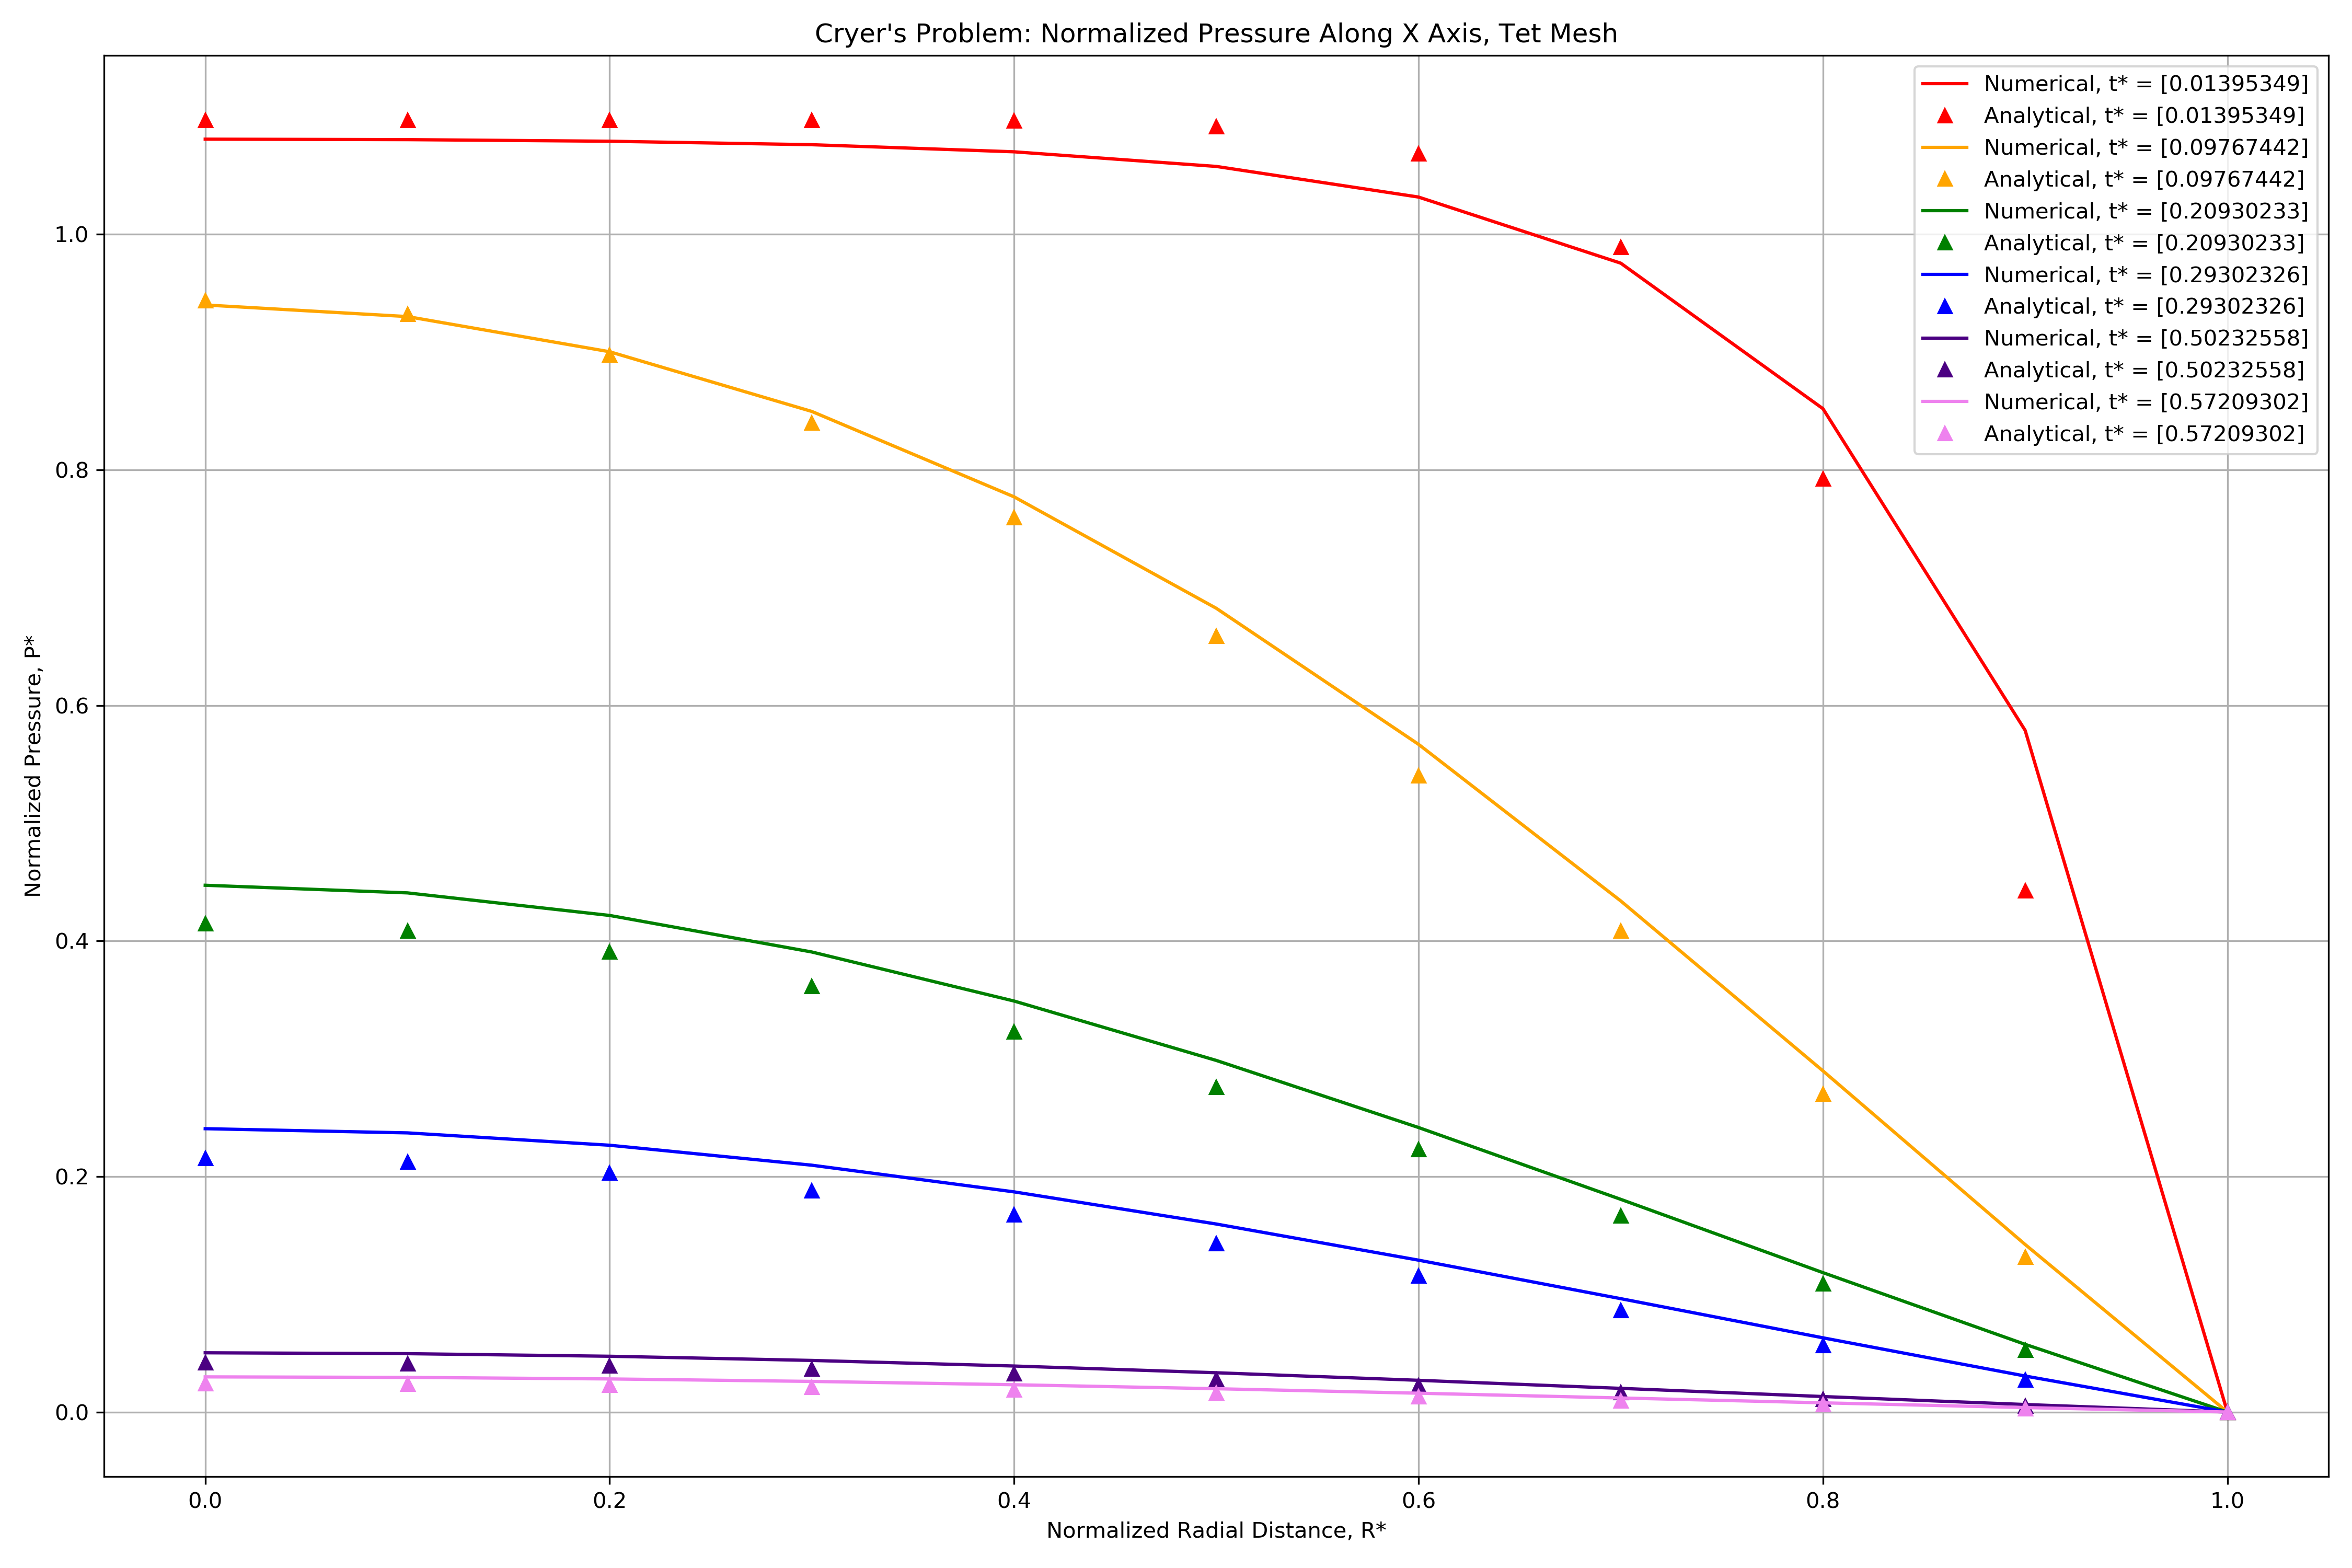 Cryer's Problem: Normalized Pressure Along X Axis, Tet Mesh
Numerical, t* = [0.01395349]
Analytical, t* = [0.01395349]
Numerical, t* = [0.09767442]
Analytical, t* = [0.09767442]
Numerical, t* = [0.20930233]
Analytical, t* = [0.20930233]
Numerical, t* = [0.29302326]
Analytical, t* = [0.29302326]
Numerical, t* = [0.50232558]
Analytical, t* = [0.50232558]
Numerical, t* = [0.57209302]
Analytical, t* = [0.57209302]
Normalized Pressure, P*
1.0
0.8
0.6
0.4
0.2
0.0
0.0 0.2 0.4 0.6 0.8 1.0
Normalized Radial Distance, R*